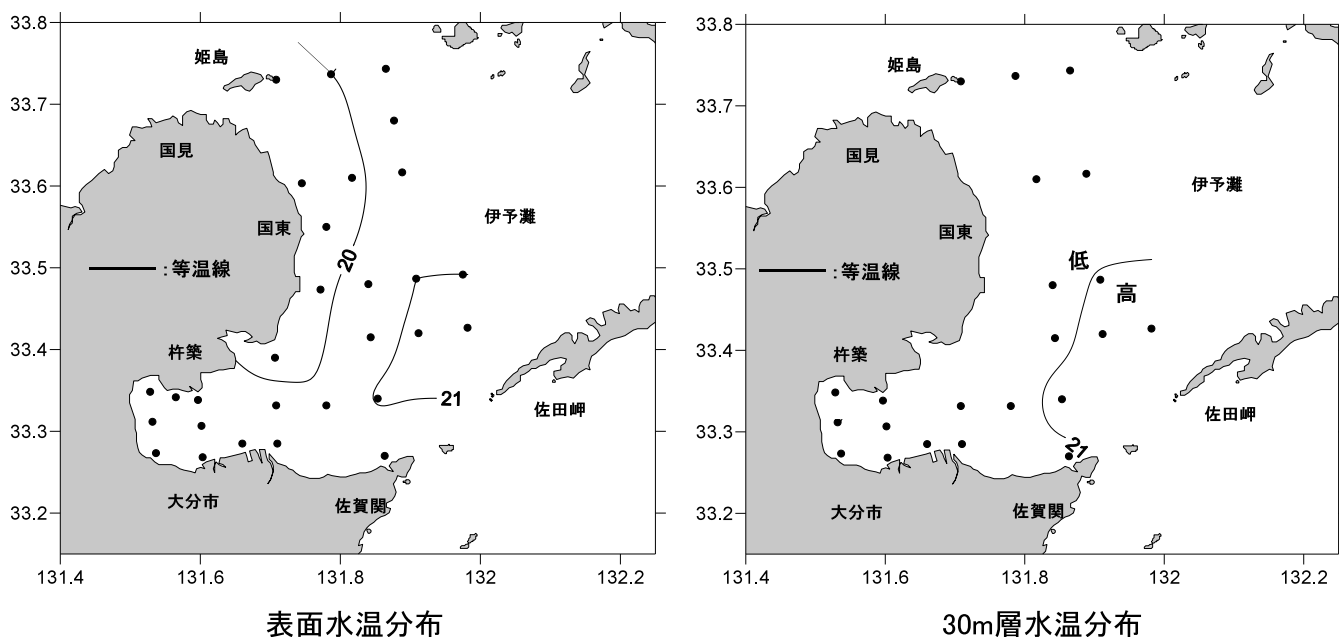 33.8
33.7
33.6
33.5
33.4
33.3
33.2
131.4
131.6
131.8
132
132.2
姫島
国見
国東
伊予灘
20
:等温線
杵築
21
佐田岬
大分市
佐賀関
表面水温分布
33.8
33.7
33.6
33.5
33.4
33.3
33.2
131.4
131.6
131.8
132
132.2
姫島
国見
伊予灘
国東
低
:等温線
高
杵築
佐田岬
21
大分市
佐賀関
30m層水温分布